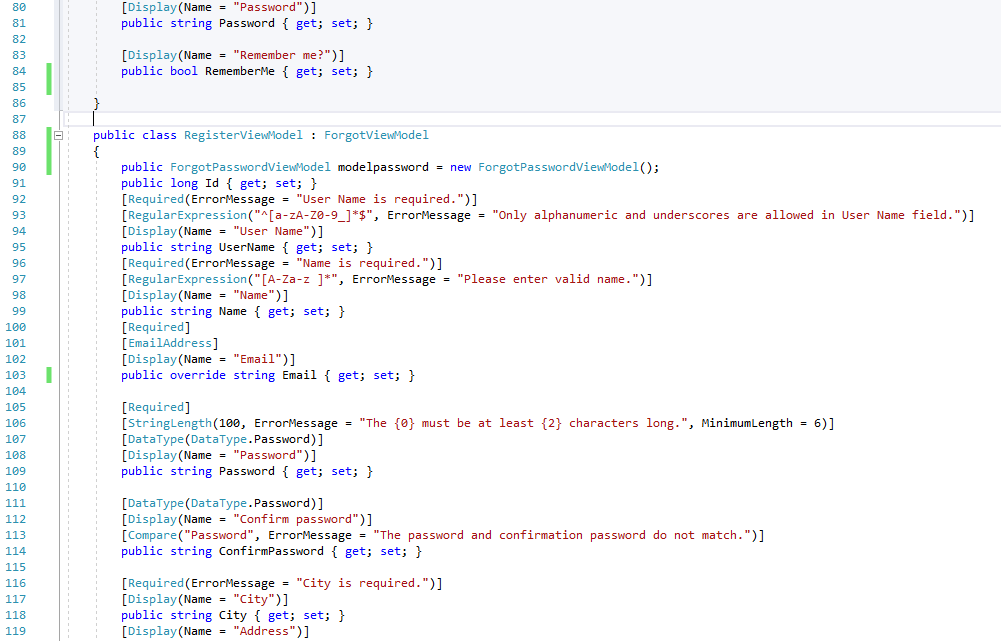 80 [Display(Name = "Password")]
81 public string Password { get; set; }
82
83 [Display(Name = "Remember me?")]
84 public bool RememberMe { get; set; }
85
86 }
87
88 public class RegisterViewModel : ForgotViewModel
89 {
90 public ForgotPasswordViewModel modelpassword = new ForgotPasswordViewModel();
91 public long Id { get; set; }
92 [Required(ErrorMessage = "User Name is required.")]
93 [RegularExpression("^[a-zA-Z0-9_]*$", ErrorMessage = "Only alphanumeric and underscores are allowed in User Name field.")]
94 [Display(Name = "User Name")]
95 public string UserName { get; set; }
96 [Required(ErrorMessage = "Name is required.")]
97 [RegularExpression("[A-Za-z ]*", ErrorMessage = "Please enter valid name.")]
98 [Display(Name = "Name")]
99 public string Name { get; set; }
100 [Required]
101 [EmailAddress]
102 [Display(Name = "Email")]
103 public override string Email { get; set; }
104
105 [Required]
106 [StringLength(100, ErrorMessage = "The {0} must be at least {2} characters long.", MinimumLength = 6)]
107 [DataType(DataType.Password)]
108 [Display(Name = "Password")]
109 public string Password { get; set; }
110
111 [DataType(DataType.Password)]
112 [Display(Name = "Confirm password")]
113 [Compare("Password", ErrorMessage = "The password and confirmation password do not match.")]
114 public string ConfirmPassword { get; set; }
115
116 [Required(ErrorMessage = "City is required.")]
117 [Display(Name = "City")]
118 public string City { get; set; }
119 [Display(Name = "Address")]